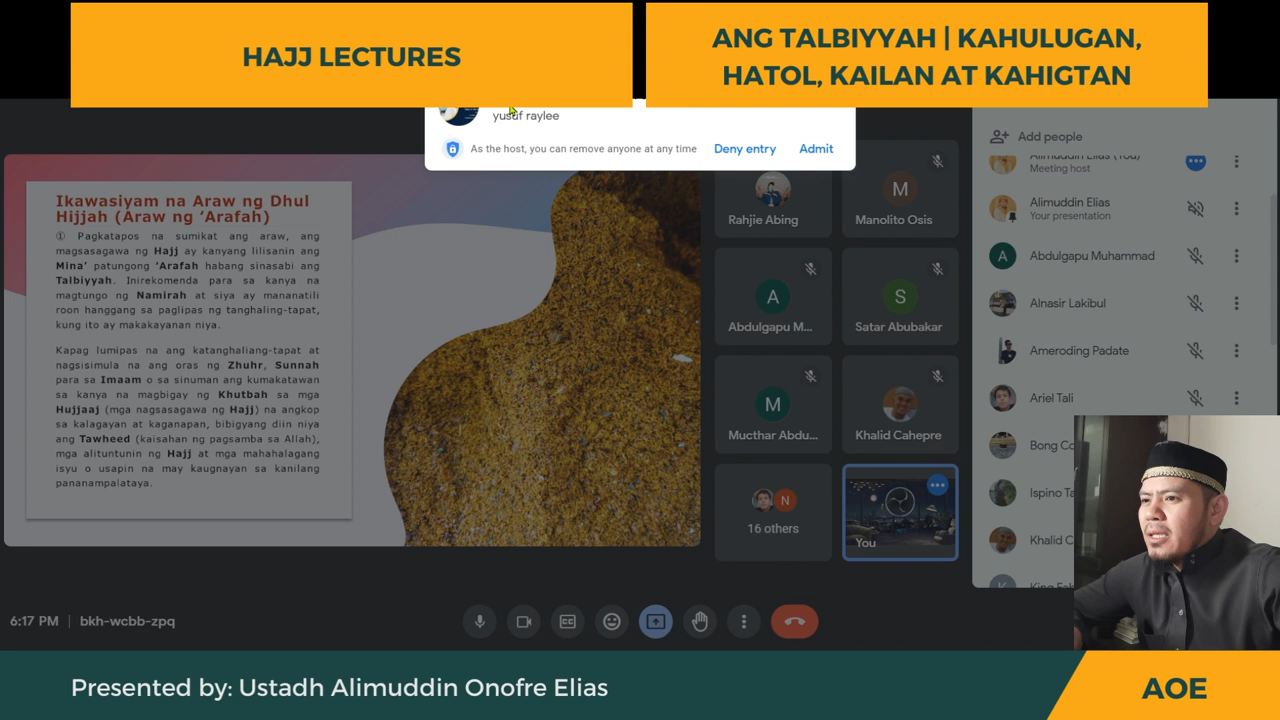 HAJJ LECTURES
ANG TALBIYYAH | KAHULUGAN,
HATOL, KAILAN AT KAHIGTAN
yusuf raylee
As the host, you can remove anyone at any time
Deny entry
Admit
Ikawasiyam na Araw ng Dhul
Hijjah (Araw ng ‘Arafah)
① Pagkatapos na sumikat ang araw, ang
magsasagawa ng Hajj ay kanyang lilisanin ang
Mina’ patungong ‘Arafah habang sinasabi ang
Talbiyyah. Inirekomenda para sa kanya na
magtungo ng Namirah at siya ay mananatili
roon hanggang sa paglipas ng tanghaling-tapat,
kung ito ay makakayanan niya.
Kapag lumipas na ang katanghaliang-tapat at
nagsisimula na ang oras ng Zhuhr, Sunnah
para sa Imaam o sa sinuman ang kumakatawan
sa kanya na magbigay ng Khutbah sa mga
Hujjaaj (mga nagsasagawa ng Hajj) na angkop
sa kalagayan at kaganapan, bibigyang diin niya
ang Tawheed (kaisahan ng pagsamba sa Allah),
mga alituntunin ng Hajj at mga mahahalagang
isyu o usapin na may kaugnayan sa kanilang
pananampalataya.
Rahjie Abing
M
Manolito Osis
A
Abdulgapu M...
S
Satar Abubakar
M
Mucthar Abdu...
Khalid Cahepre
N
16 others
You
Add people
Alimuddin Elias (You)
Meeting host
Alimuddin Elias
Your presentation
A
Abdulgapu Muhammad
Alnasir Lakibul
Ameroding Padate
Ariel Tali
Bong Co
Ispino Ta
Khalid C
K
6:17 PM | bkh-wcbb-zpq
Presented by: Ustadh Alimuddin Onofre Elias
AOE